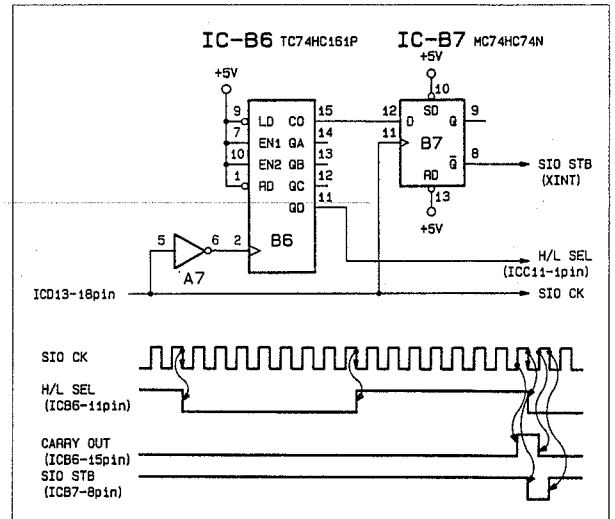 IC-B6 TC74HC161P
IC-B7 MC74HC74N
+5V
+5V
9 LD CO 15
7 EN1 QA 14
10 EN2 QB 13
1 RD QC 12
QD 11
B6
5 6 2
A7
10
SD
12 D Q 9
11
B7
Q 8
RD
13
+5V
SIO STB
(XINT)
H/L SEL
(ICC11-1pin)
ICD13-18pin
SIO CK
SIO CK
H/L SEL
(ICB6-11pin)
CARRY OUT
(ICB6-15pin)
SIO STB
(ICB7-8pin)